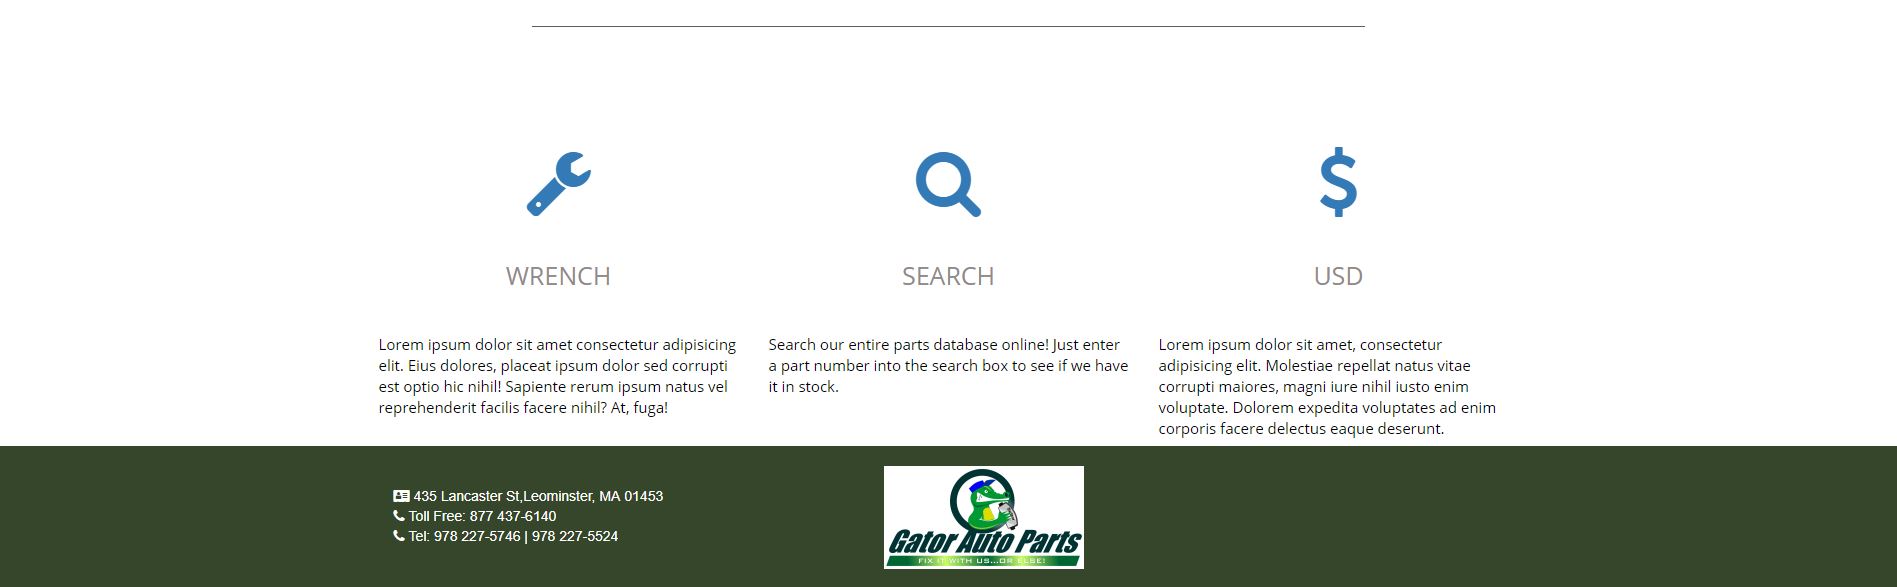 WRENCH
Lorem ipsum dolor sit amet consectetur adipisicing
elit. Eius dolores, placeat ipsum dolor sed corrupti
est optio hic nihil! Sapiente rerum ipsum natus vel
reprehenderit facilis facere nihil? At, fuga!
SEARCH
Search our entire parts database online! Just enter
a part number into the search box to see if we have
it in stock.
USD
Lorem ipsum dolor sit amet, consectetur
adipisicing elit. Molestiae repellat natus vitae
corrupti maiores, magni iure nihil iusto enim
voluptate. Dolorem expedita voluptates ad enim
corporis facere delectus eaque deserunt.
435 Lancaster St,Leominster, MA 01453
Toll Free: 877 437-6140
Tel: 978 227-5746 | 978 227-5524
Gator Auto Parts
FIX IT WITH US...OR ELSE!